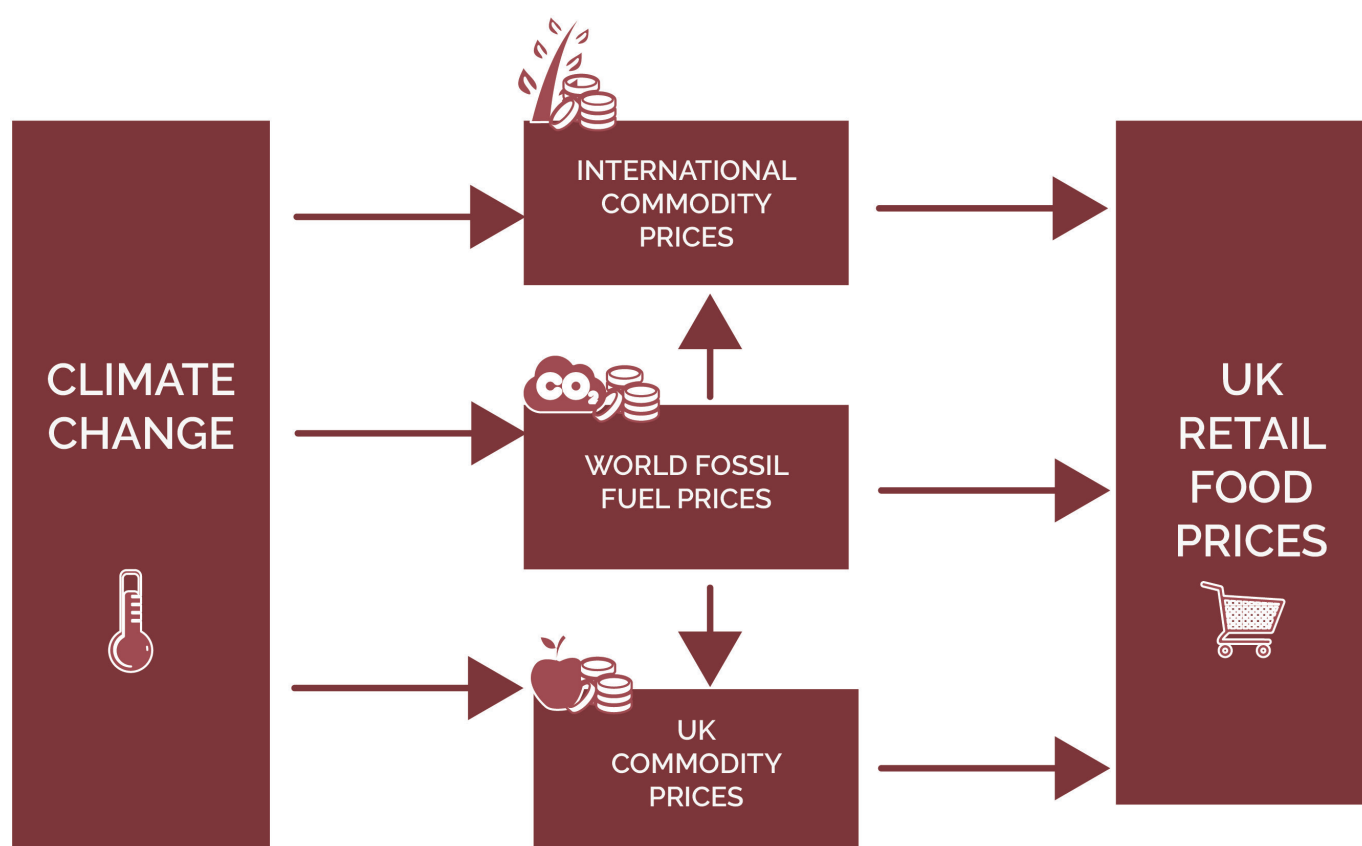 CLIMATE
CHANGE
INTERNATIONAL
COMMODITY
PRICES
CO₂
WORLD FOSSIL
FUEL PRICES
UK
COMMODITY
PRICES
UK
RETAIL
FOOD
PRICES